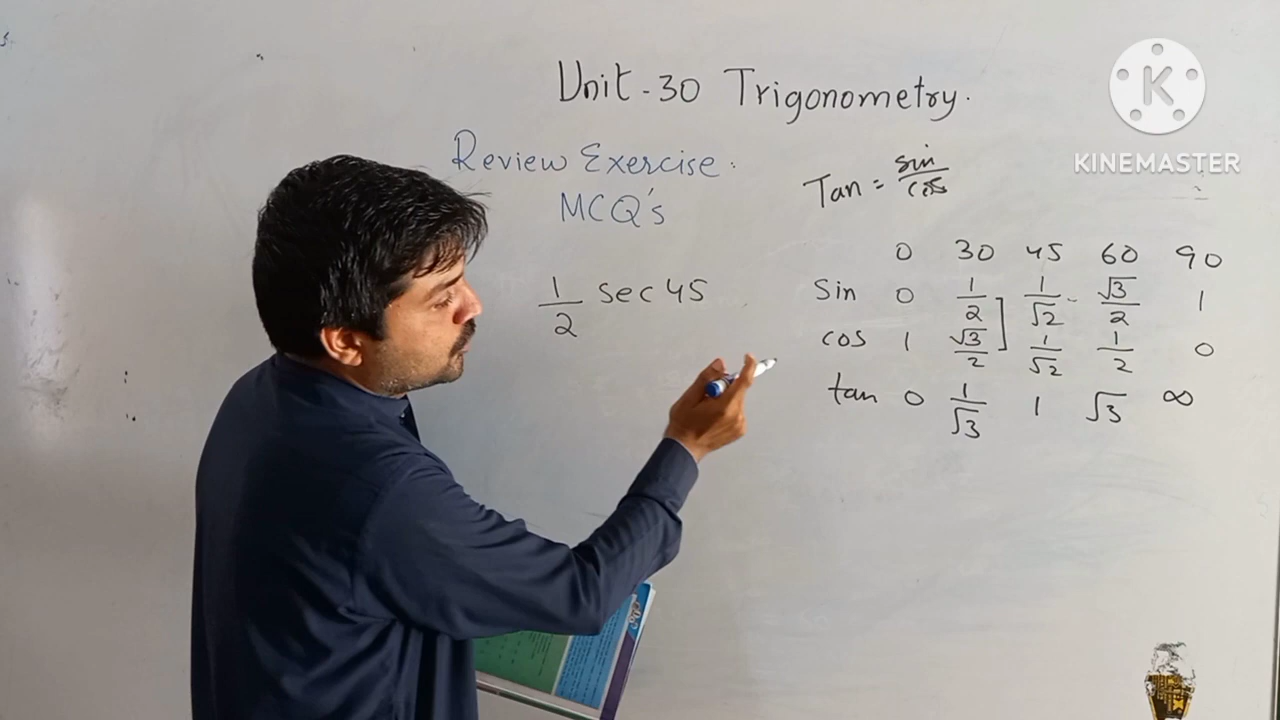 Unit - 30 Trigonometry.
K
KINEMASTER
Review Exercise.
MCQ's
Tan = sin/cos
1/2 sec 45
0 30 45 60 90
Sin 0 1/2 1/√2 √3/2 1
cos 1 √3/2 1/√2 1/2 0
tan 0 1/√3 1 √3 ∞